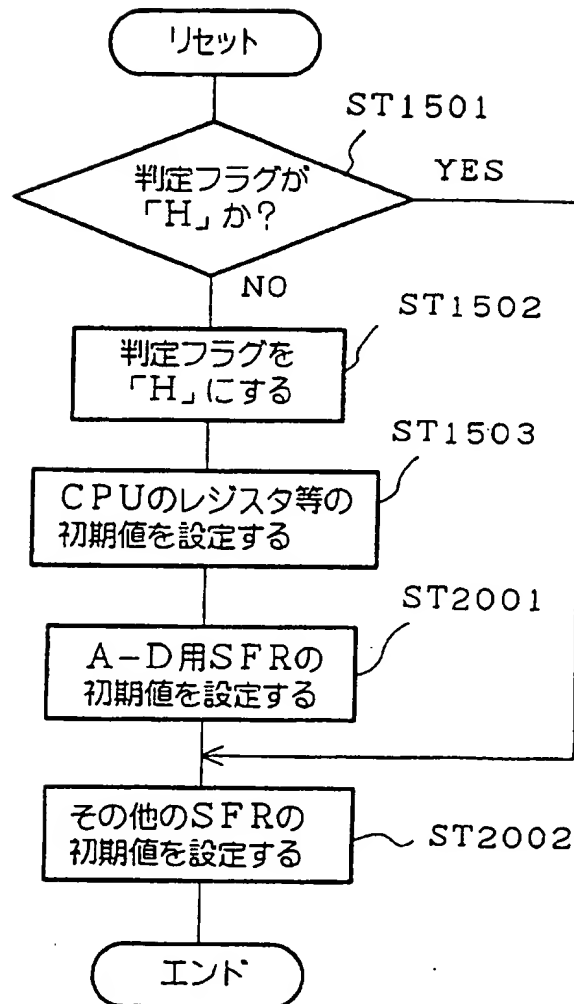 リセット
ST1501
判定フラグが
「H」か?
YES
NO
ST1502
判定フラグを
「H」にする
ST1503
CPUのレジスタ等の
初期値を設定する
ST2001
A-D用SFRの
初期値を設定する
その他のSFRの
初期値を設定する
ST2002
エンド